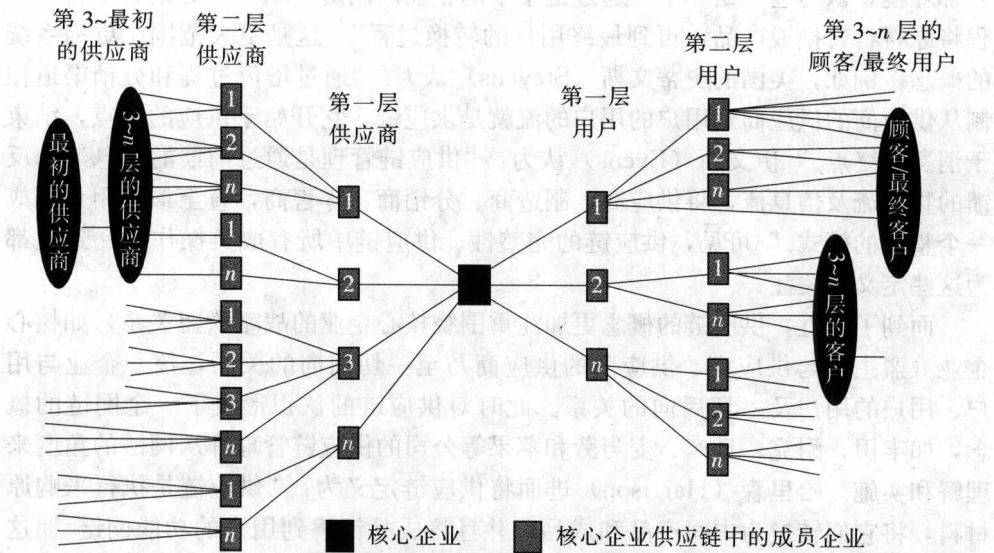 第 3~最初
的供应商
第二层
供应商
第一层
供应商
第一层
用户
第二层
用户
第 3~n 层的
顾客/最终用户
最初的供应商
3~n 层的供应商
1
2
n
1
n
1
2
3
n
1
n
1
2
3
n
1
2
n
1
2
n
1
n
1
2
n
顾客/最终客户
3~n 层的客户
核心企业
核心企业供应链中的成员企业